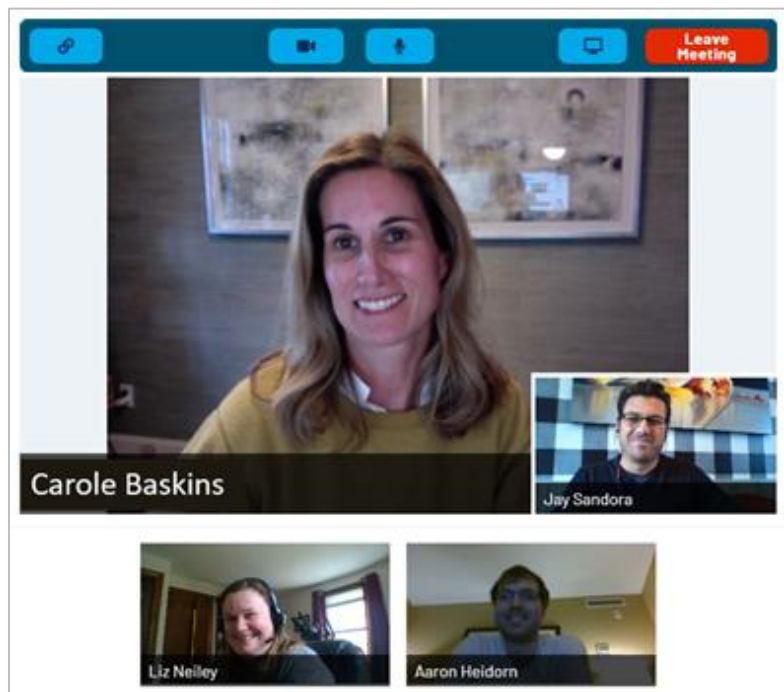 Leave
Meeting
Carole Baskins
Jay Sandora
Liz Neiley
Aaron Heidorn